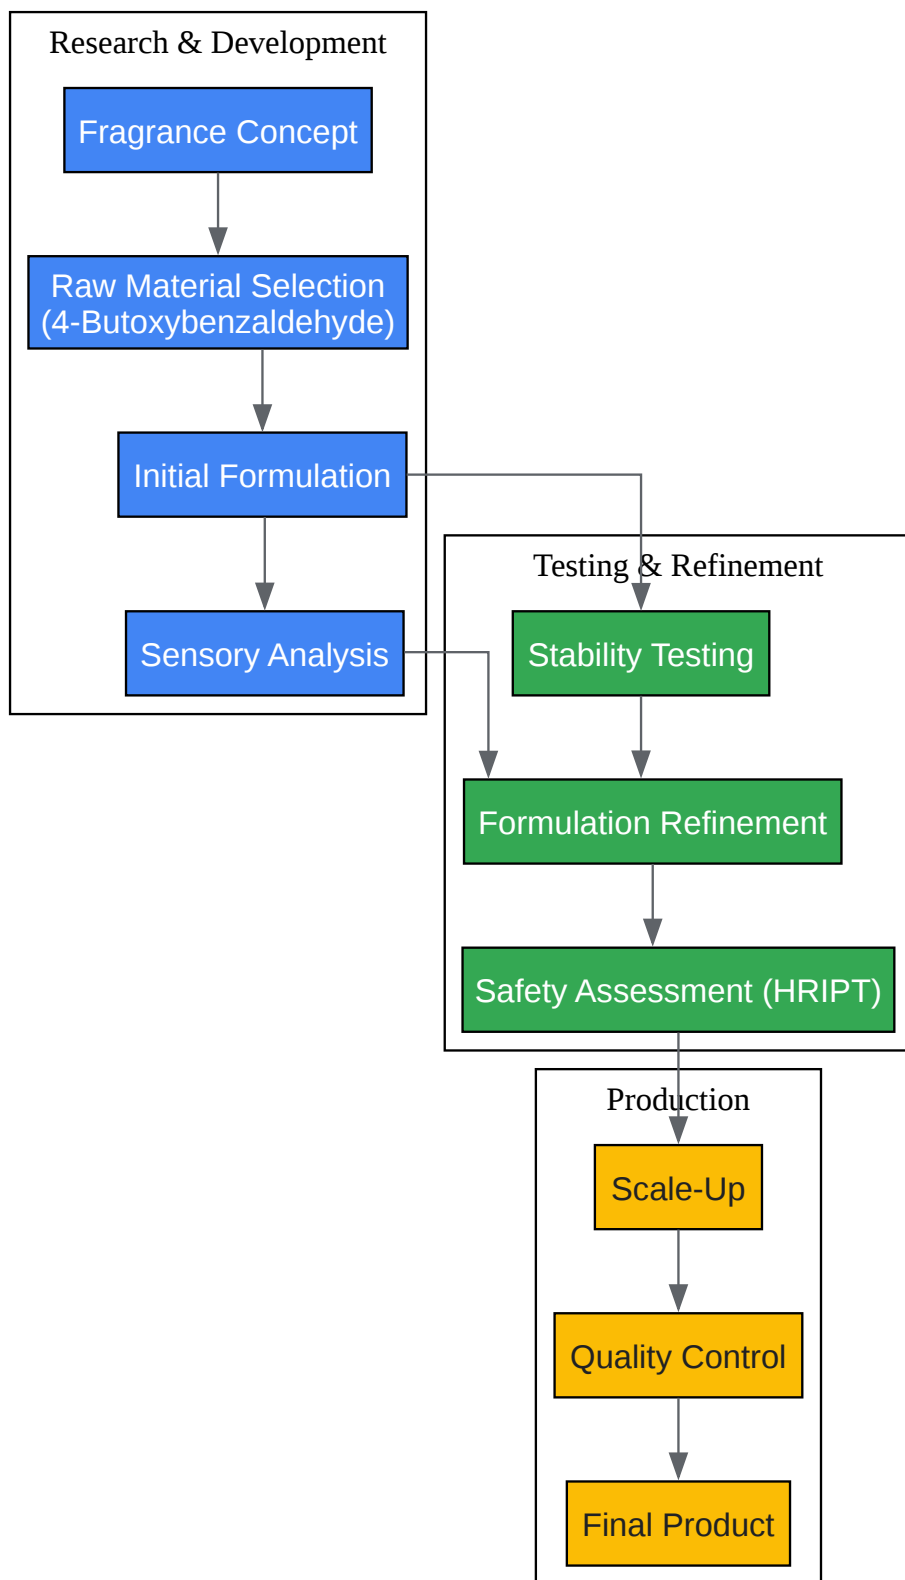 Research & Development
Fragrance Concept
Raw Material Selection
(4-Butoxybenzaldehyde)
Initial Formulation
Sensory Analysis
Testing & Refinement
Stability Testing
Formulation Refinement
Safety Assessment (HRIPT)
Production
Scale-Up
Quality Control
Final Product